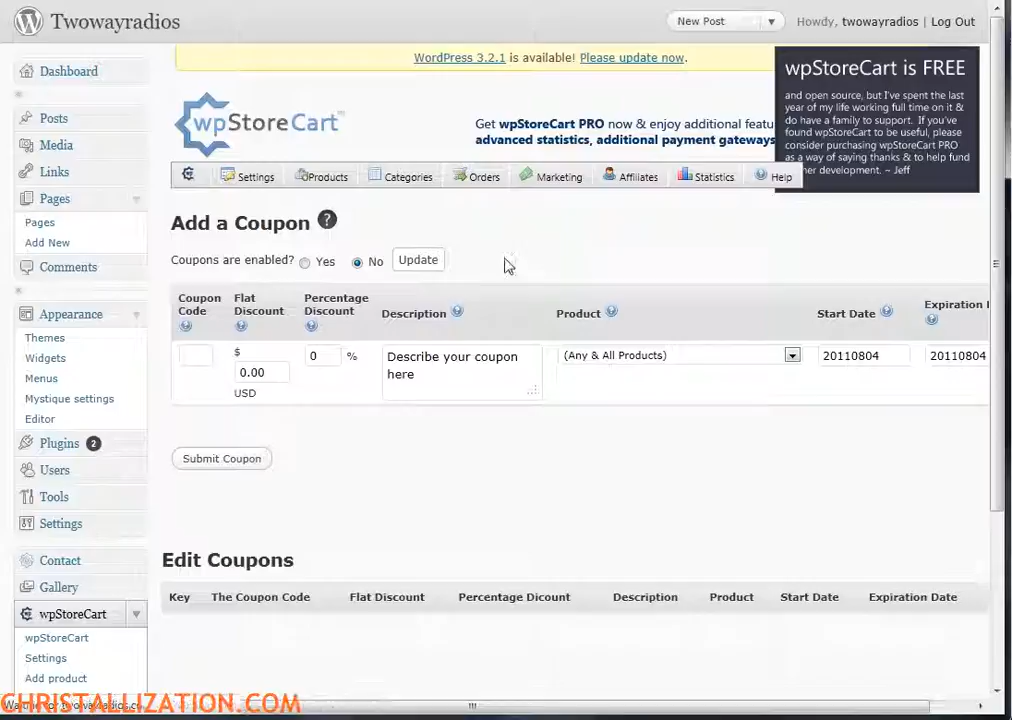 Twowayradios
New Post
Howdy, twowayradios | Log Out
WordPress 3.2.1 is available! Please update now.
wpStoreCart is FREE
and open source, but I've spent the last
year of my life working full time on it &
do have a family to support. If you've
found wpStoreCart to be useful, please
consider purchasing wpStoreCart PRO
as a way of saying thanks & to help fund
development. ~ Jeff
wpStoreCart
Get wpStoreCart PRO now & enjoy additional
advanced statistics, additional payment gateways
Settings
Products
Categories
Orders
Marketing
Affiliates
Statistics
Help
Dashboard
Posts
Media
Links
Pages
Pages
Add New
Comments
Appearance
Themes
Widgets
Menus
Mystique settings
Editor
Plugins 2
Users
Tools
Settings
Contact
Gallery
wpStoreCart
wpStoreCart
Settings
Add product
Add a Coupon ?
Coupons are enabled? Yes No Update
Coupon Code
Flat Discount
Percentage Discount
Description
Product
Start Date
Expiration
$
0.00
USD
0 %
Describe your coupon
here
(Any & All Products)
20110804
20110804
Submit Coupon
Edit Coupons
Key The Coupon Code Flat Discount Percentage Dicount Description Product Start Date Expiration Date
CHRISTALLIZATION.COM